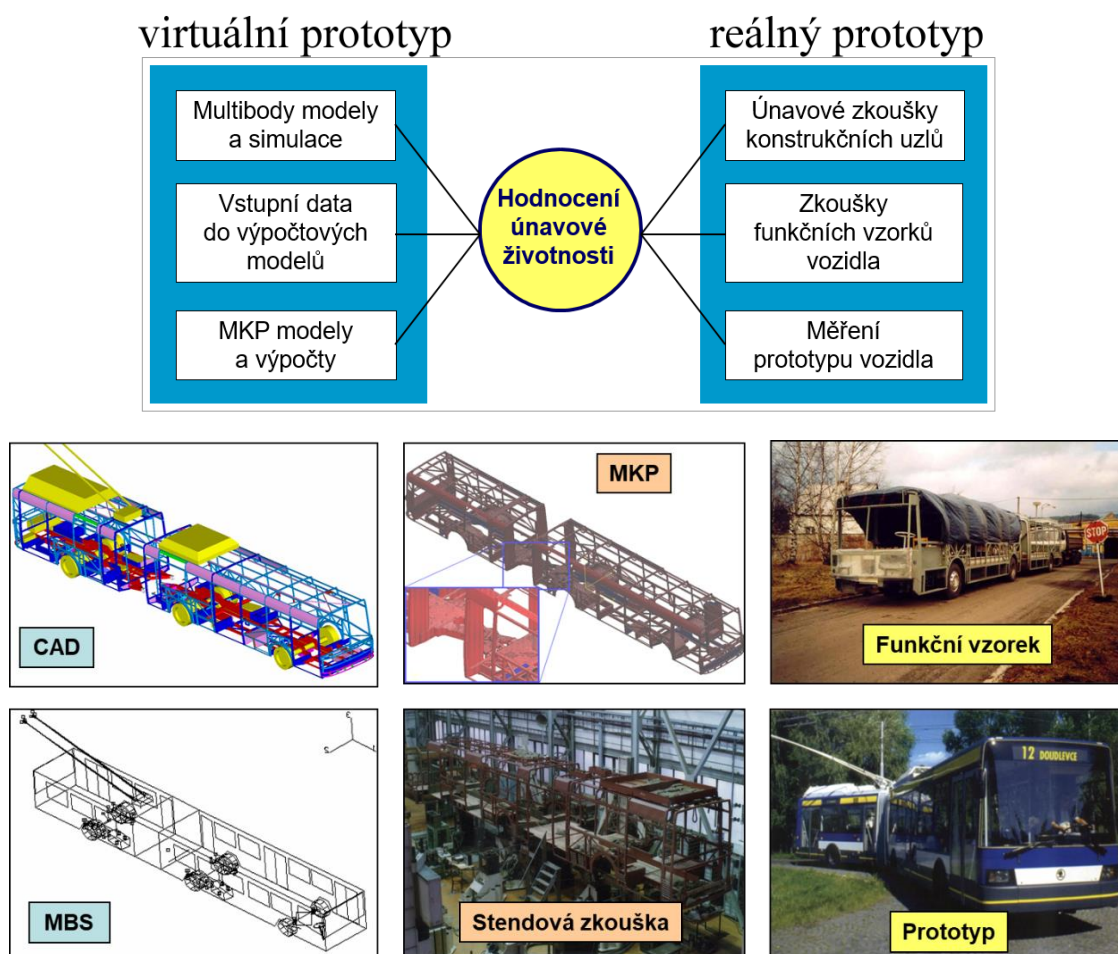 virtuální prototyp
reálný prototyp
Multibody modely
a simulace
Vstupní data
do výpočtových
modelů
MKP modely
a výpočty
Hodnocení
únavové
životnosti
Únavové zkoušky
konstrukčních uzlů
Zkoušky
funkčních vzorků
vozidla
Měření
prototypu vozidla
CAD
MKP
STOP
Funkční vzorek
MBS
Stendová zkouška
12 DOUDLEVCE
Prototyp